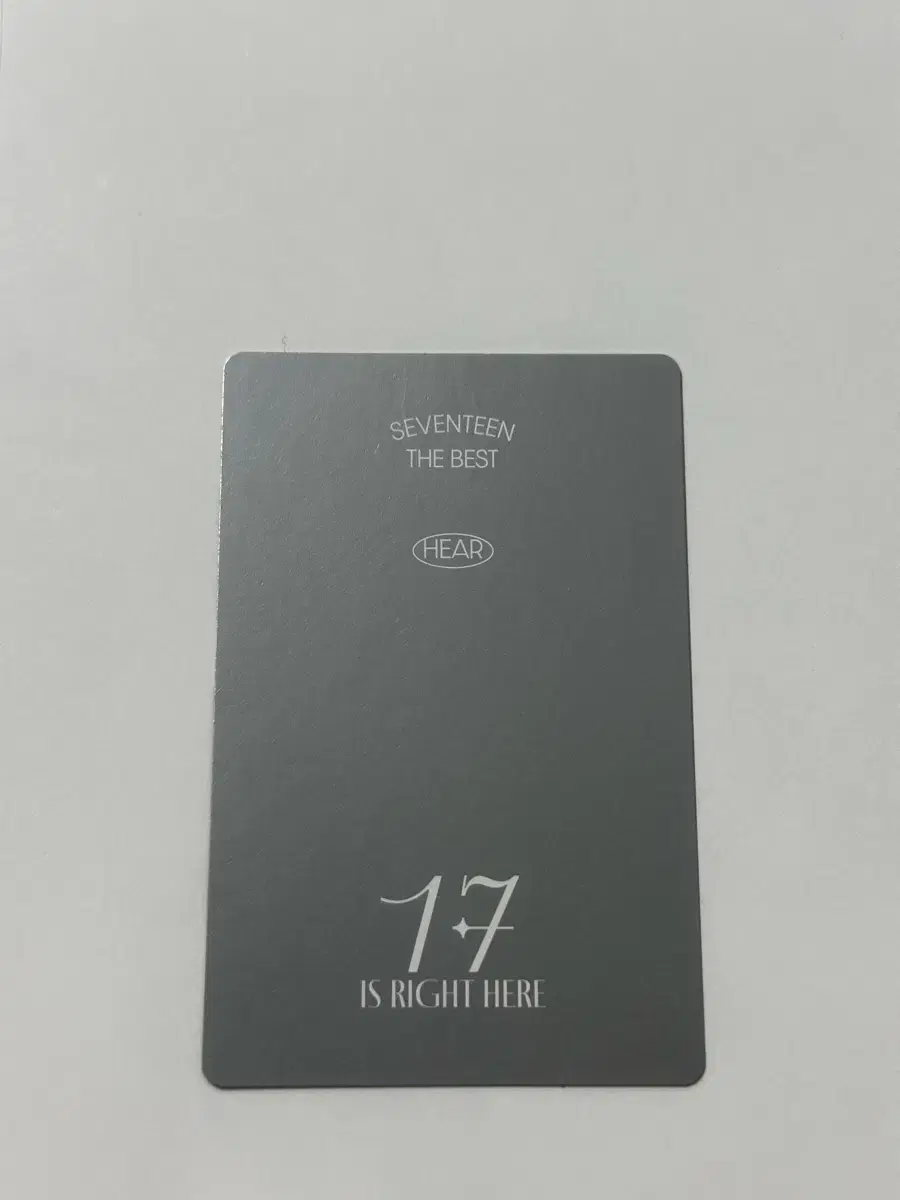 SEVENTEEN
THE BEST
HEAR
17
IS RIGHT HERE